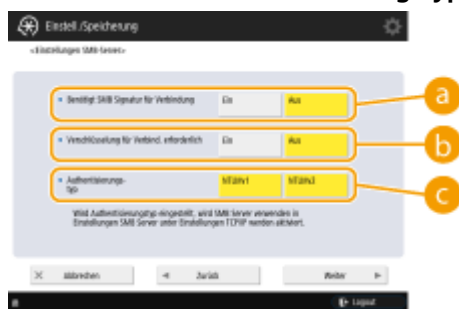 Einstell./Speicherung
<Einstellungen SMB-Server>
Benötigt SMB Signatur für Verbindung Ein Aus
a
Verschlüsselung für Verbind. erforderlich Ein Aus
b
Authentisierungs-
typ NTLMv1 NTLMv2
c
Wird Authentisierungstyp eingestellt, wird SMB Server verwenden in
Einstellungen SMB Server unter Einstellungen TCP/IP werden aktiviert.
Abbrechen Zurück Weiter
Logout